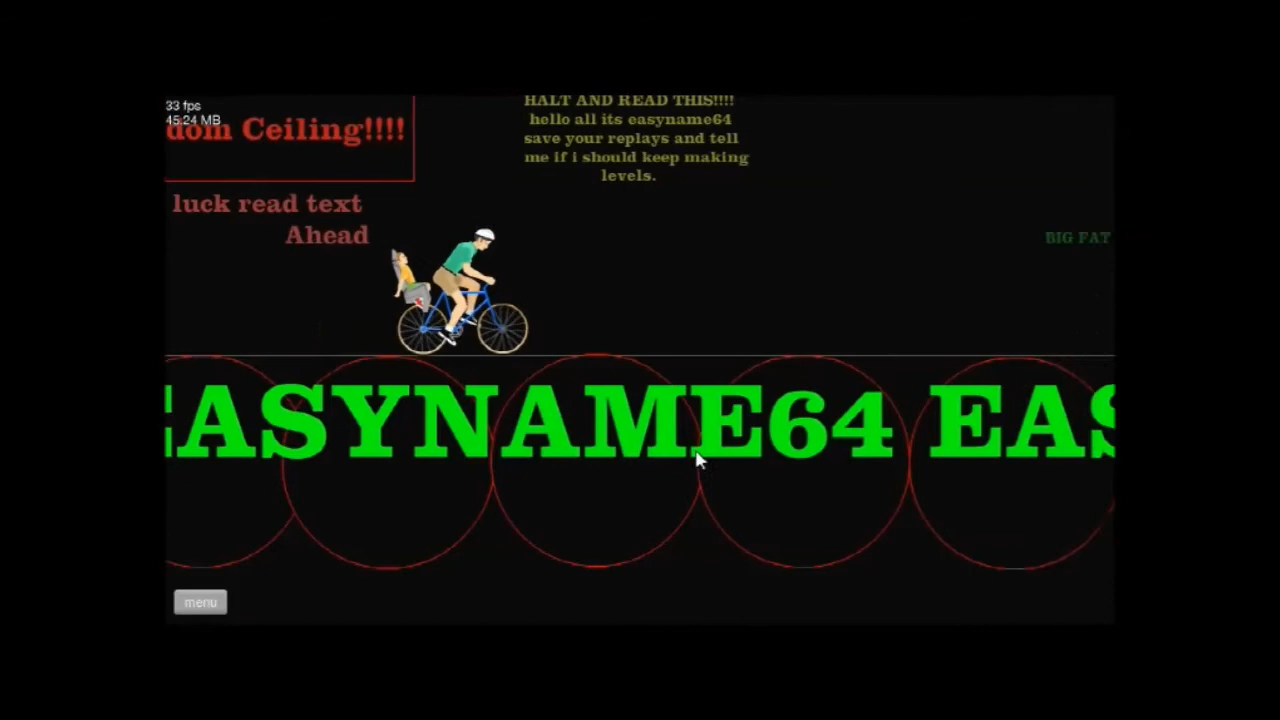 33 fps
45.24 MB
dom Ceiling!!!!
luck read text
Ahead
HALT AND READ THIS!!!!
hello all its easyname64
save your replays and tell
me if i should keep making
levels.
BIG FAT
EASYNAME64 EAS
menu